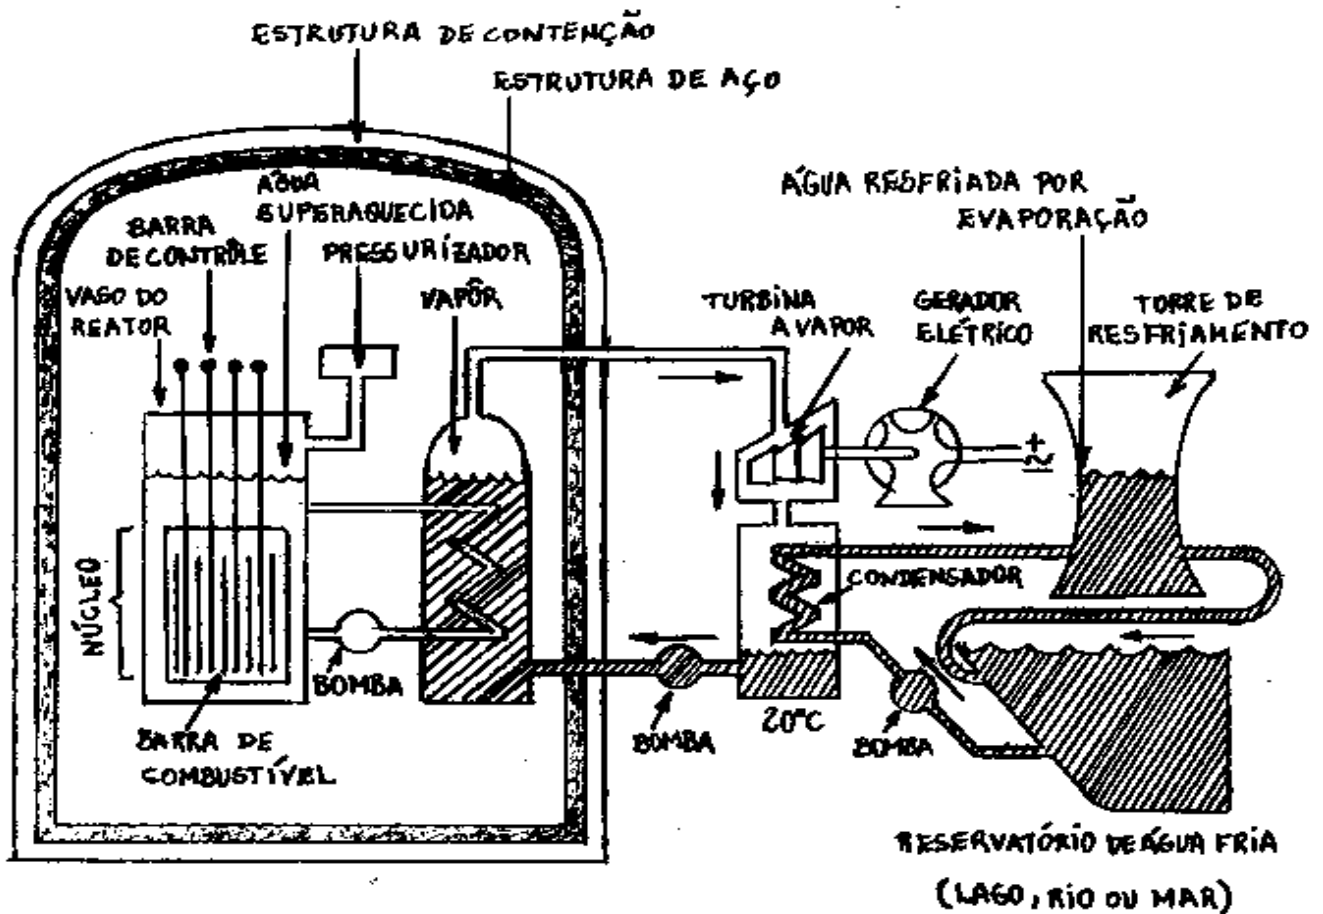 ESTRUTURA DE CONTENÇÃO
ESTRUTURA DE AÇO
ÁGUA
SUPERAQUECIDA
BARRA
DE CONTRÔLE
PRESSURIZADOR
VASO DO
REATOR
VAPÔR
TURBINA
A VAPOR
GERADOR
ELÉTRICO
ÁGUA RESFRIADA POR
EVAPORAÇÃO
TORRE DE
RESFRIAMENTO
NÚCLEO
BOMBA
CONDENSADOR
BARRA DE
COMBUSTÍVEL
BOMBA
20°C
BOMBA
RESERVATÓRIO DE ÁGUA FRIA
(LAGO, RIO OU MAR)